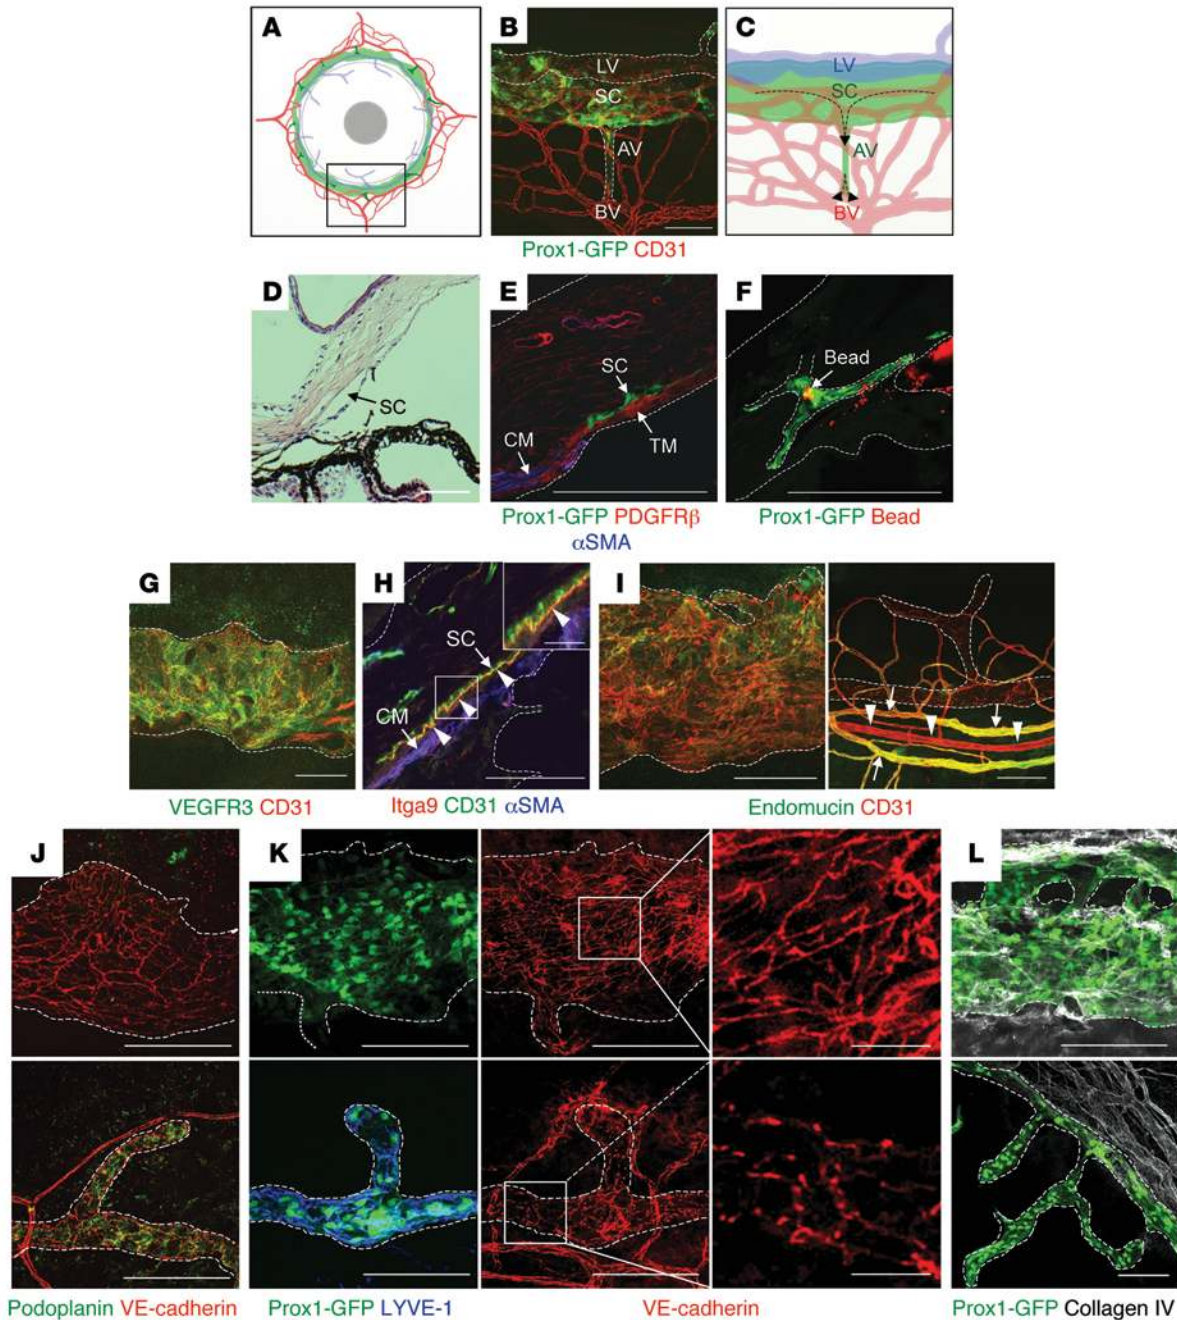 A
B
LV
SC
AV
BV
C
LV
SC
AV
BV
Prox1-GFP CD31
D
SC
E
SC
CM
TM
F
Bead
Prox1-GFP PDGFRβ
αSMA
Prox1-GFP Bead
G
H
SC
CM
I
VEGFR3 CD31
Itga9 CD31 αSMA
Endomucin CD31
J
K
L
Podoplanin VE-cadherin
Prox1-GFP LYVE-1
VE-cadherin
Prox1-GFP Collagen IV